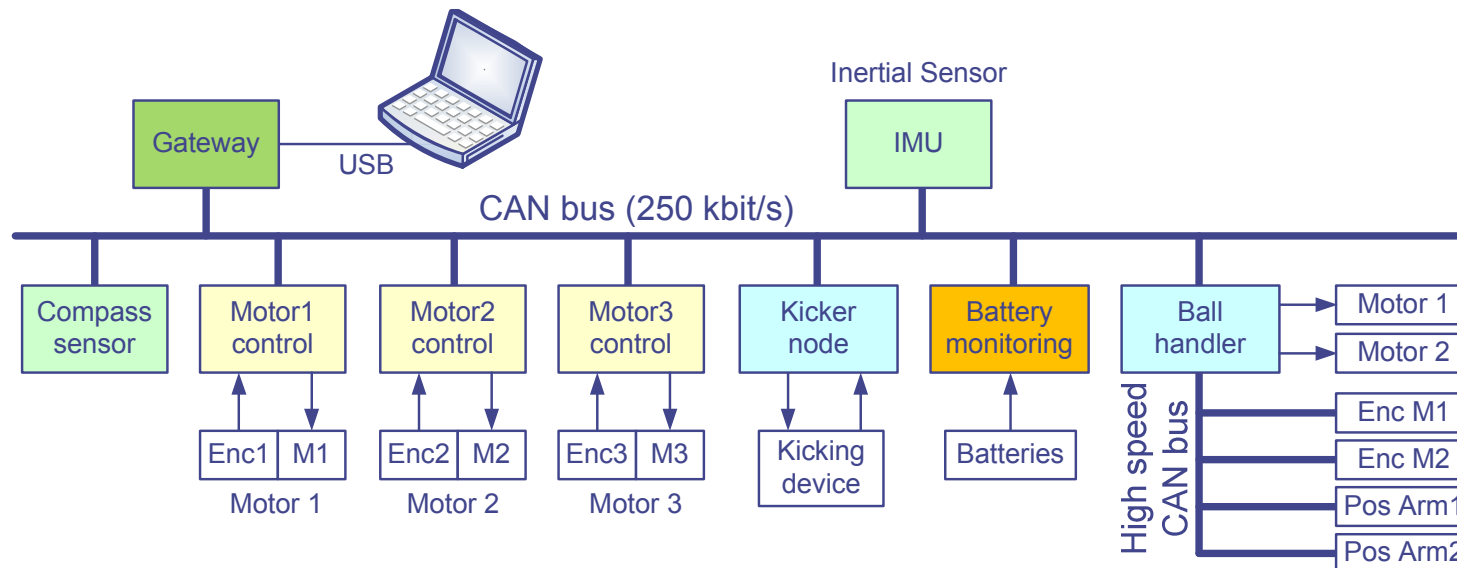 Inertial Sensor
Gateway
USB
IMU
CAN bus (250 kbit/s)
Compass
sensor
Motor1
control
Motor2
control
Motor3
control
Kicker
node
Battery
monitoring
Ball
handler
Motor 1
Motor 2
Enc1
M1
Motor 1
Enc2
M2
Motor 2
Enc3
M3
Motor 3
Kicking
device
Batteries
High speed
CAN bus
Enc M1
Enc M2
Pos Arm1
Pos Arm2